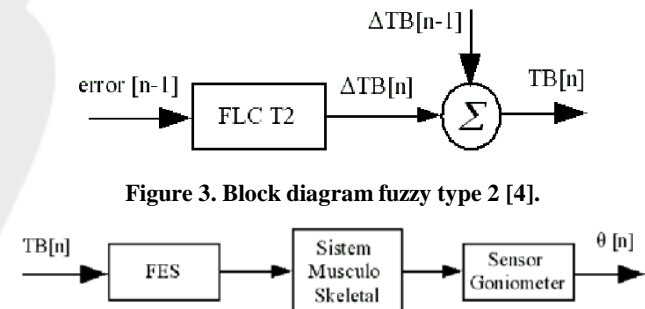 ΔTB[n-1]
error [n-1]
FLC T2
ΔTB[n]
Σ
TB[n]
Figure 3. Block diagram fuzzy type 2 [4].
TB[n]
FES
Sistem
Musculo
Skeletal
Sensor
Goniometer
θ [n]